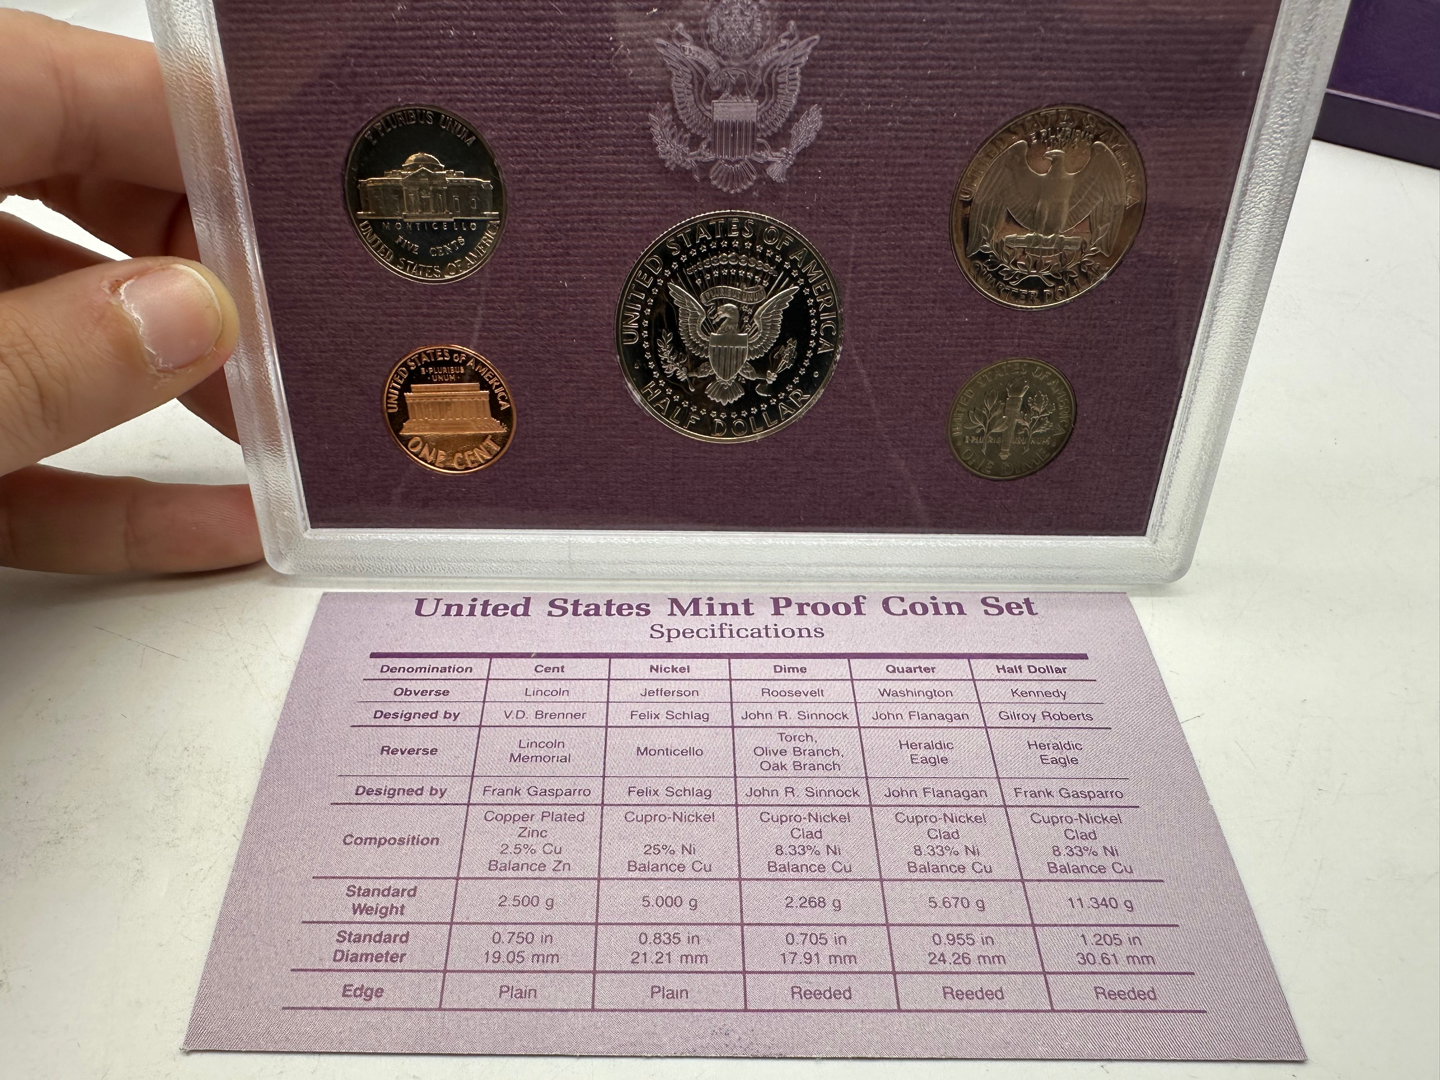 E PLURIBUS UNUM
MONTICELLO
FIVE CENTS
UNITED STATES OF AMERICA
UNITED STATES OF AMERICA
E·PLURIBUS
·UNUM·
ONE CENT
UNITED STATES OF AMERICA
HALF DOLLAR
United States Mint Proof Coin Set
Specifications
Denomination Cent Nickel Dime Quarter Half Dollar
Obverse Lincoln Jefferson Roosevelt Washington Kennedy
Designed by V.D. Brenner Felix Schlag John R. Sinnock John Flanagan Gilroy Roberts
Reverse Lincoln Memorial Monticello Torch, Olive Branch, Oak Branch Heraldic Eagle Heraldic Eagle
Designed by Frank Gasparro Felix Schlag John R. Sinnock John Flanagan Frank Gasparro
Composition Copper Plated Zinc 2.5% Cu Balance Zn Cupro-Nickel 25% Ni Balance Cu Cupro-Nickel Clad 8.33% Ni Balance Cu Cupro-Nickel Clad 8.33% Ni Balance Cu Cupro-Nickel Clad 8.33% Ni Balance Cu
Standard Weight 2.500 g 5.000 g 2.268 g 5.670 g 11.340 g
Standard Diameter 0.750 in 19.05 mm 0.835 in 21.21 mm 0.705 in 17.91 mm 0.955 in 24.26 mm 1.205 in 30.61 mm
Edge Plain Plain Reeded Reeded Reeded